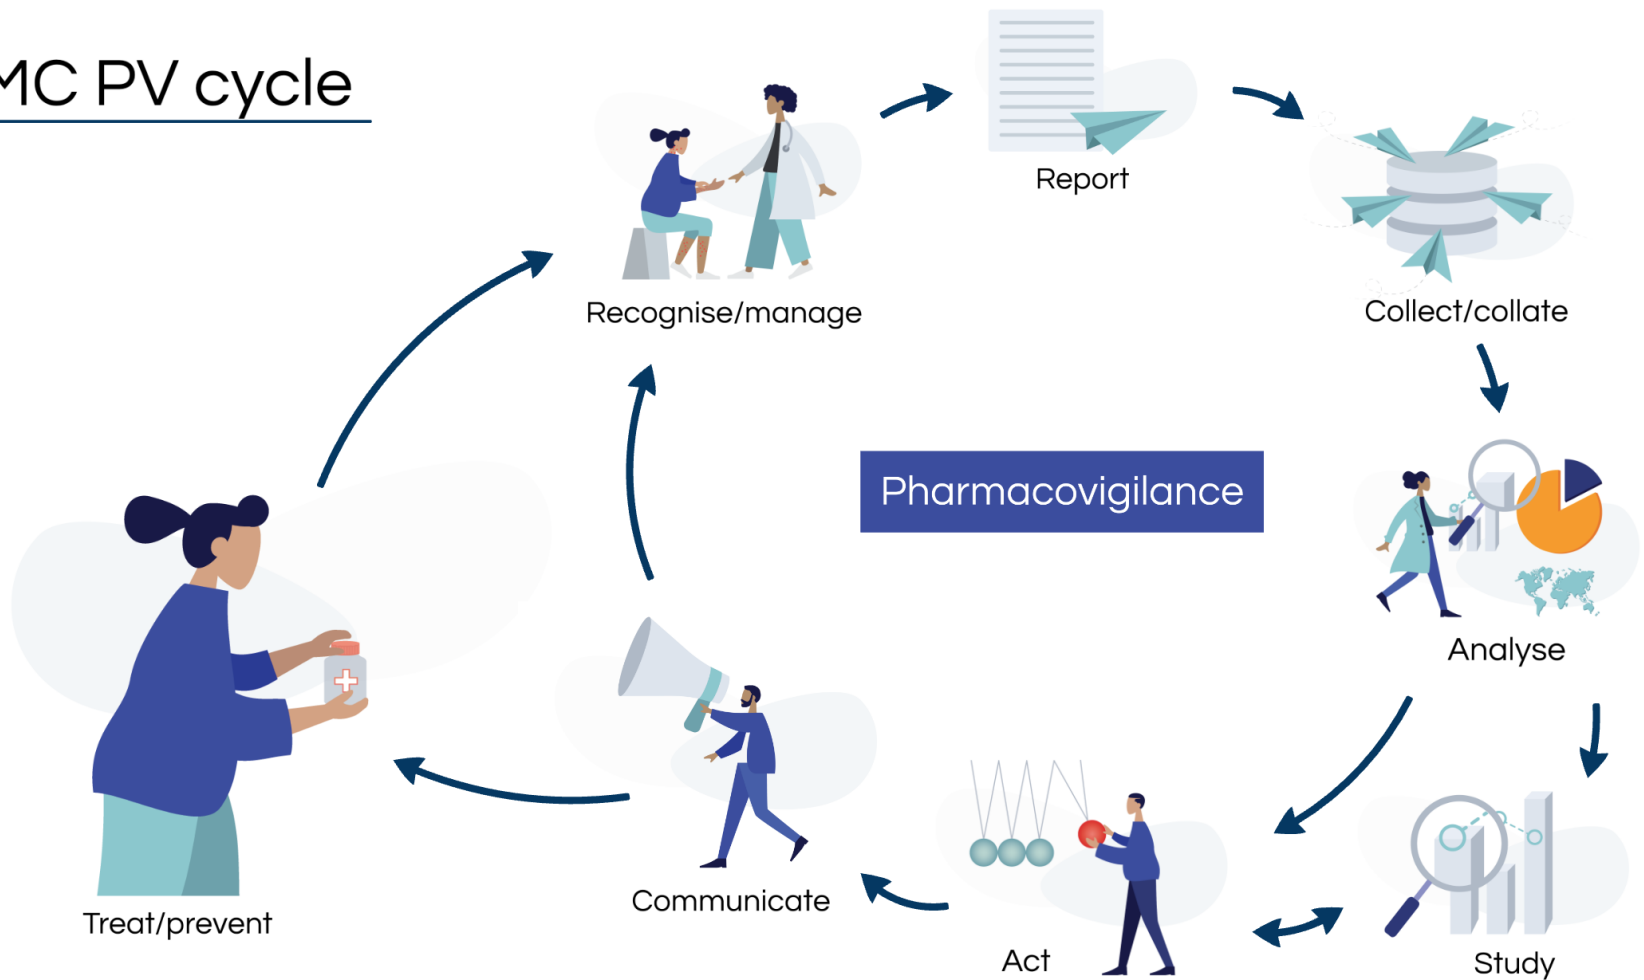 MC PV cycle
Report
Recognise/manage
Collect/collate
Pharmacovigilance
Analyse
Communicate
Treat/prevent
Act
Study